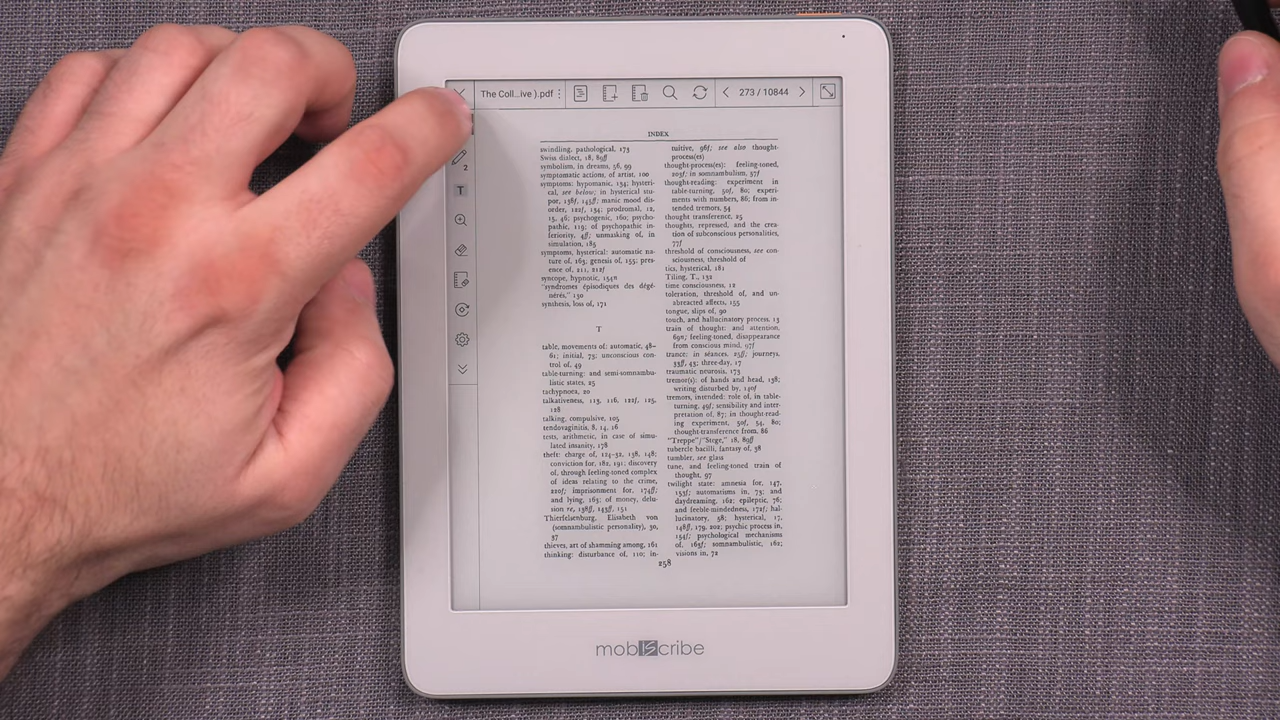 The Coll...ive ).pdf
273 / 10844
2
T
INDEX
swindling, pathological, 173
Swiss dialect, 18, 89ff
symbolism, in dreams, 56, 99
symptomatic actions, of artist, 100
symptoms: hypomanic, 134; hysteri-
cal, see below; in hysterical stu-
por, 138f, 143ff; manic mood dis-
order, 122f, 134; prodromal, 12,
15, 46; psychogenic, 160; psycho-
pathic, 119; of psychopathic in-
feriority, 4ff; unmasking of, in
simulation, 185
symptoms, hysterical: automatic na-
ture of, 163; genesis of, 155; pres-
ence of, 211, 212f
syncope, hypnotic, 154n
"syndromes épisodiques des dégé-
nérés," 130
synthesis, loss of, 171
T
table, movements of: automatic, 48–
61; initial, 75; unconscious con-
trol of, 49
table-turning: and semi-somnambu-
listic states, 25
tachypnoea, 20
talkativeness, 113, 116, 122f, 125,
128
talking, compulsive, 105
tendovaginitis, 8, 14, 16
tests, arithmetic, in case of simu-
lated insanity, 178
theft: charge of, 124–32, 138, 148;
conviction for, 182, 191; discovery
of, through feeling-toned complex
of ideas relating to the crime,
220f; imprisonment for, 174ff;
and lying, 163; of money, delu-
sion re, 138ff, 143ff, 151
Thiefelsenburg, Elisabeth von
(somnambulistic personality), 30,
37
thieves, art of shamming among, 161
thinking: disturbance of, 110; in-
tuitive, 96f; see also thought-
process(es)
thought-process(es): feeling-toned,
203f; in somnambulism, 57f
thought-reading: experiment in
table-turning, 50f, 80; experi-
ments with numbers, 86; from in-
tended tremors, 54
thought transference, 25
thoughts, repressed, and the crea-
tion of subconscious personalities,
77f
threshold of consciousness, see con-
sciousness, threshold of
tics, hysterical, 181
Tiling, T., 132
time consciousness, 12
toleration, threshold of, and un-
abreacted affects, 155
tongue, slips of, 90
touch, and hallucinatory process, 13
train of thought: and attention,
69n; feeling-toned, disappearance
from conscious mind, 97f
trance: in séances, 25ff; journeys,
33ff, 43; three-day, 17
traumatic neurosis, 173
tremor(s): of hands and head, 138;
writing disturbed by, 140f
tremors, intended: role of, in table-
turning, 49f; sensibility and inter-
pretation of, 87; in thought-read-
ing experiment, 50f, 54, 80;
thought-transference from, 86
"Treppe"/"Stege," 18, 89ff
tubercle bacilli, fantasy of, 38
tumbler, see glass
tune, and feeling-toned train of
thought, 97
twilight state: amnesia for, 147,
153f; automatisms in, 73; and
daydreaming, 162; epileptic, 76;
and feeble-mindedness, 172f; hal-
lucinatory, 58; hysterical, 17,
148ff, 179, 202; psychic process in,
154f; psychological mechanisms
of, 163f; somnambulistic, 162;
visions in, 72
258
mobiscribe